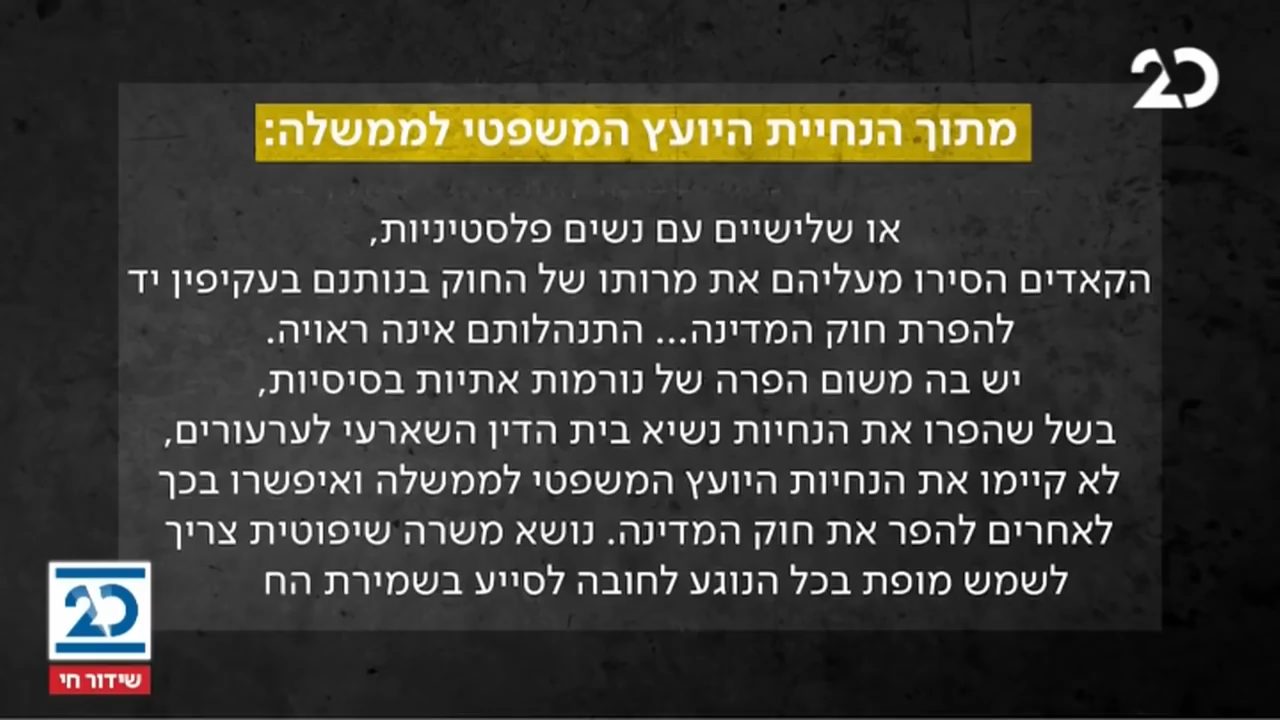 20
מתוך הנחיית היועץ המשפטי לממשלה:
או שלישיים עם נשים פלסטיניות,
הקאדים הסירו מעליהם את מרותו של החוק בנותנם בעקיפין יד
להפרת חוק המדינה... התנהלותם אינה ראויה.
יש בה משום הפרה של נורמות אתיות בסיסיות,
בשל שהפרו את הנחיות נשיא בית הדין השארעי לערעורים,
לא קיימו את הנחיות היועץ המשפטי לממשלה ואיפשרו בכך
לאחרים להפר את חוק המדינה. נושא משרה שיפוטית צריך
לשמש מופת בכל הנוגע לחובה לסייע בשמירת הח
20
שידור חי